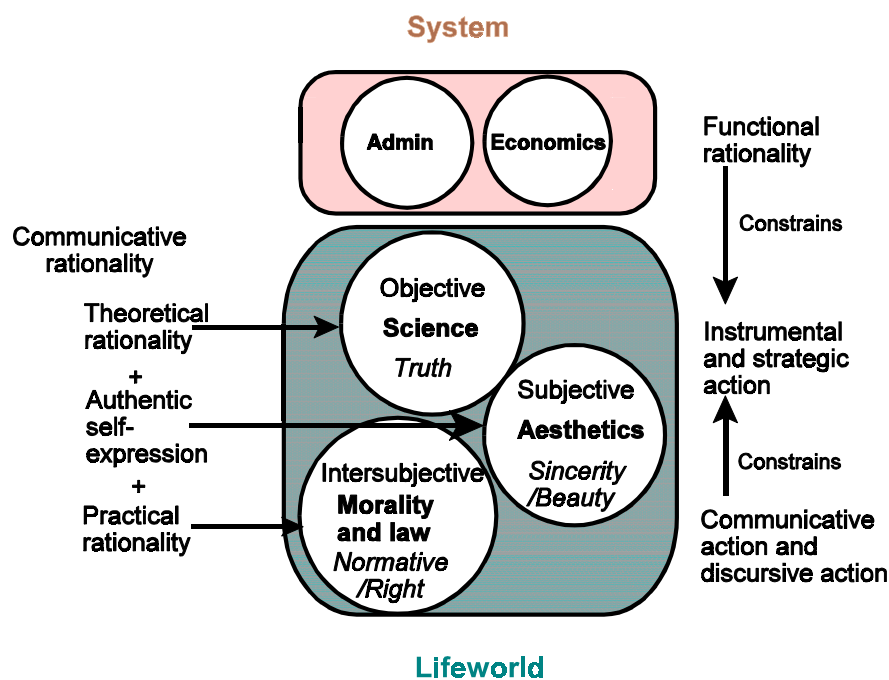 System
Admin
Economics
Functional
rationality
Constrains
Communicative
rationality
Theoretical
rationality
+
Authentic
self-
expression
+
Practical
rationality
Objective
Science
Truth
Subjective
Aesthetics
Sincerity
/Beauty
Intersubjective
Morality
and law
Normative
/Right
Instrumental
and strategic
action
Constrains
Communicative
action and
discursive action
Lifeworld